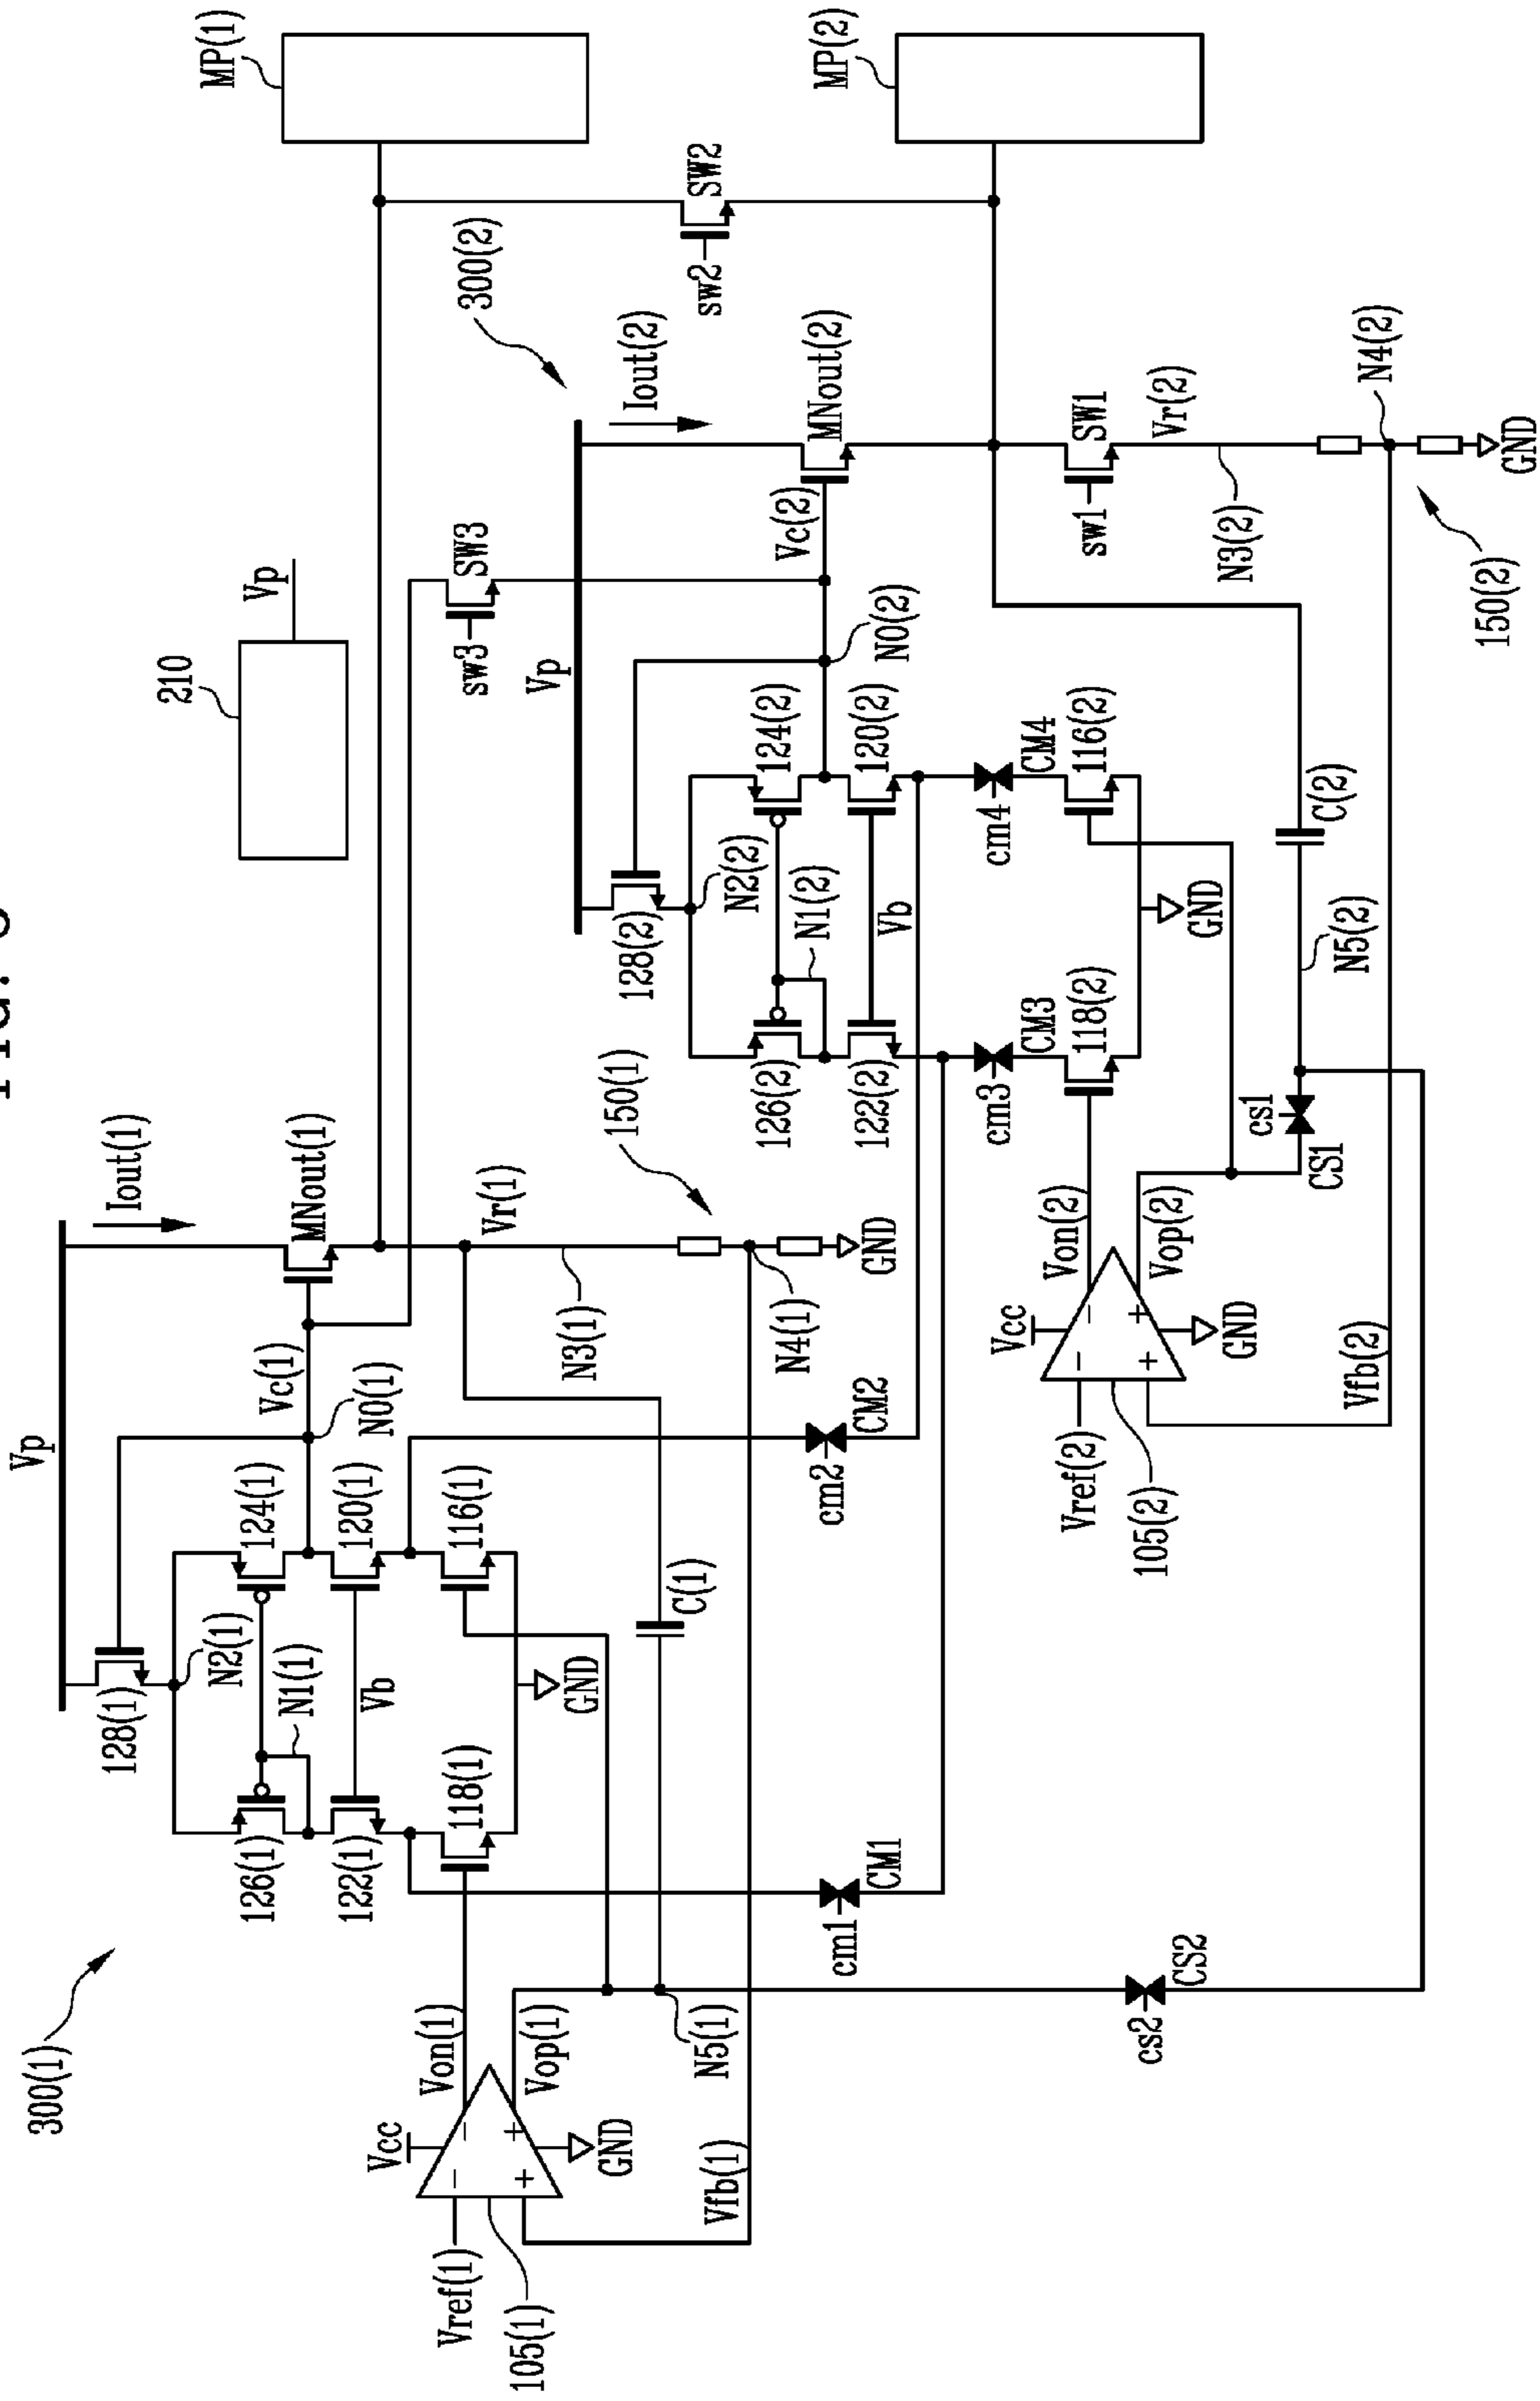 300(1)
Vp
Iout(1)
128(1)
N2(1)
126(1)
124(1)
N1(1)
Vc(1)
MNout(1)
N0(1)
122(1)
Vb
120(1)
118(1)
116(1)
GND
Vcc
Von(1)
Vop(1)
Vref(1)
105(1)
GND
Vfb(1)
N5(1)
C(1)
Vr(1)
N3(1)
150(1)
N4(1)
GND
cm1
CM1
cm2
CM2
cs2
CS2
210
Vp
MP(1)
sw3
SW3
sw2
SW2
MP(2)
300(2)
Vp
Iout(2)
128(2)
N2(2)
126(2)
124(2)
N1(2)
Vc(2)
MNout(2)
N0(2)
122(2)
Vb
120(2)
cm3
CM3
cm4
CM4
118(2)
116(2)
GND
sw1
SW1
Vr(2)
N3(2)
Vcc
Von(2)
Vop(2)
Vref(2)
105(2)
GND
Vfb(2)
cs1
CS1
N5(2)
C(2)
N4(2)
150(2)
GND